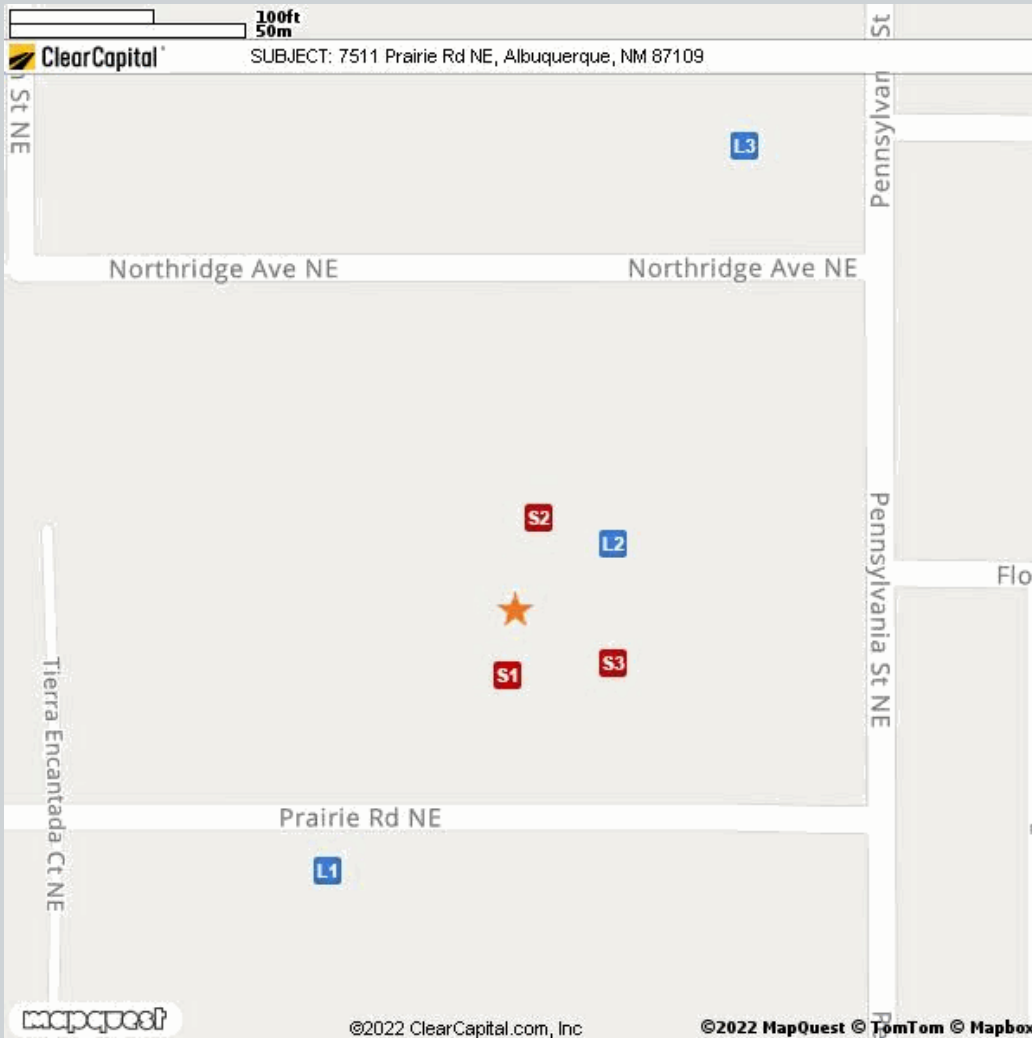 100ft
50m
ClearCapital
SUBJECT: 7511 Prairie Rd NE, Albuquerque, NM 87109
St NE
St
Pennsylvan
L3
Northridge Ave NE
Northridge Ave NE
S2
L2
Pennsylvania St NE
Flo
S1
S3
Tierra Encantada Ct NE
Prairie Rd NE
L1
mapquest
©2022 ClearCapital.com, Inc
©2022 MapQuest © TomTom © Mapbox